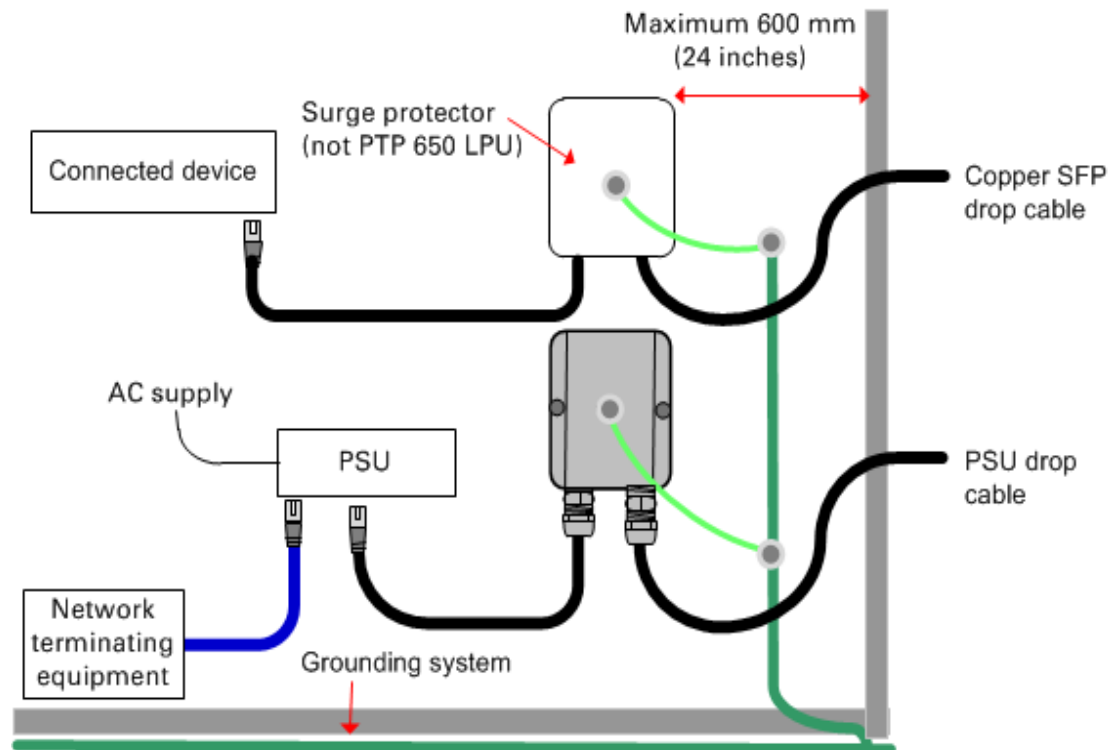 Maximum 600 mm
(24 inches)
Surge protector
(not PTP 650 LPU)
Connected device
Copper SFP
drop cable
AC supply
PSU
PSU drop
cable
Network
terminating
equipment
Grounding system